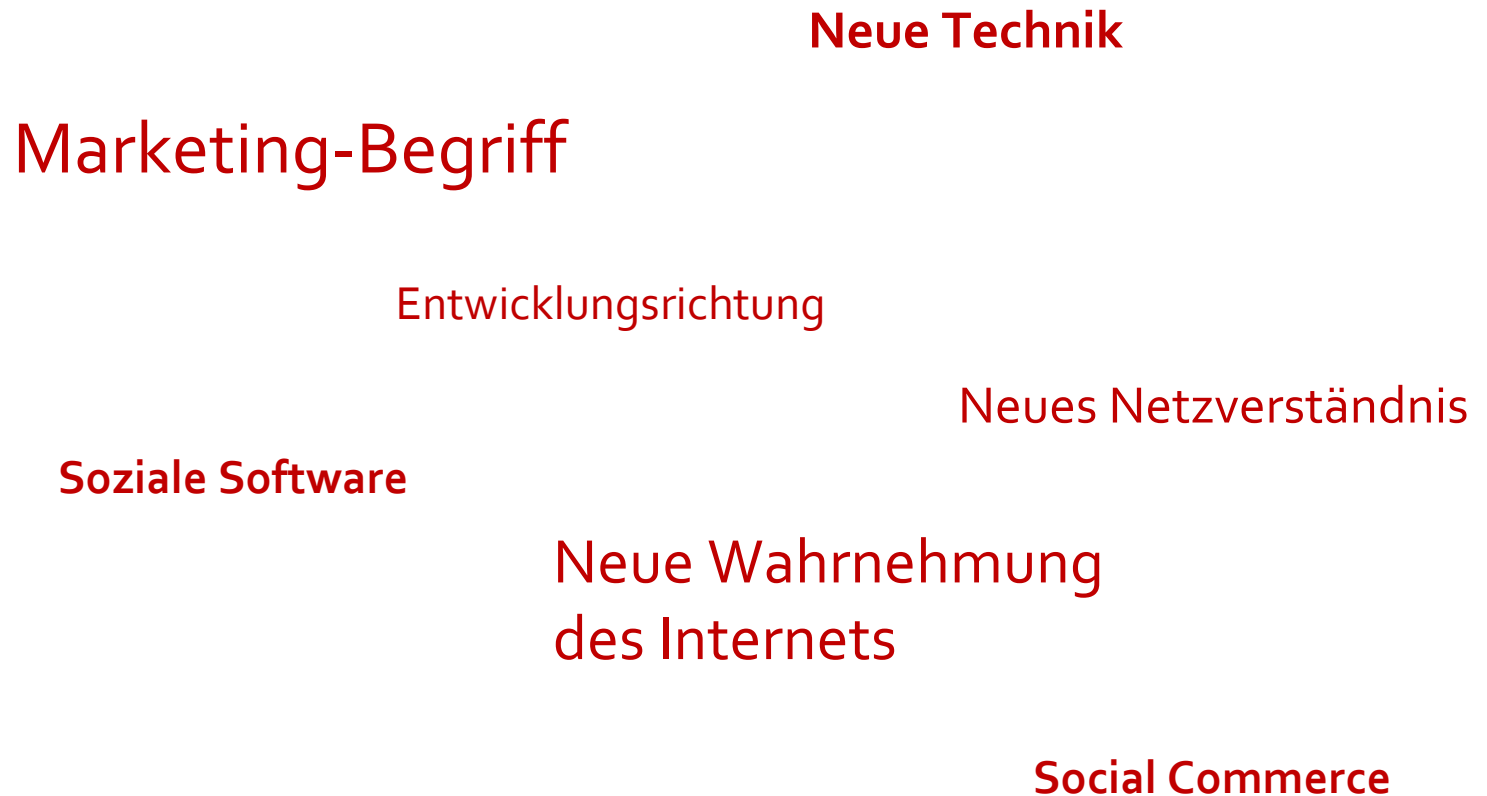 Neue Technik
Marketing-Begriff
Entwicklungsrichtung
Neues Netzverständnis
Soziale Software
Neue Wahrnehmung
des Internets
Social Commerce